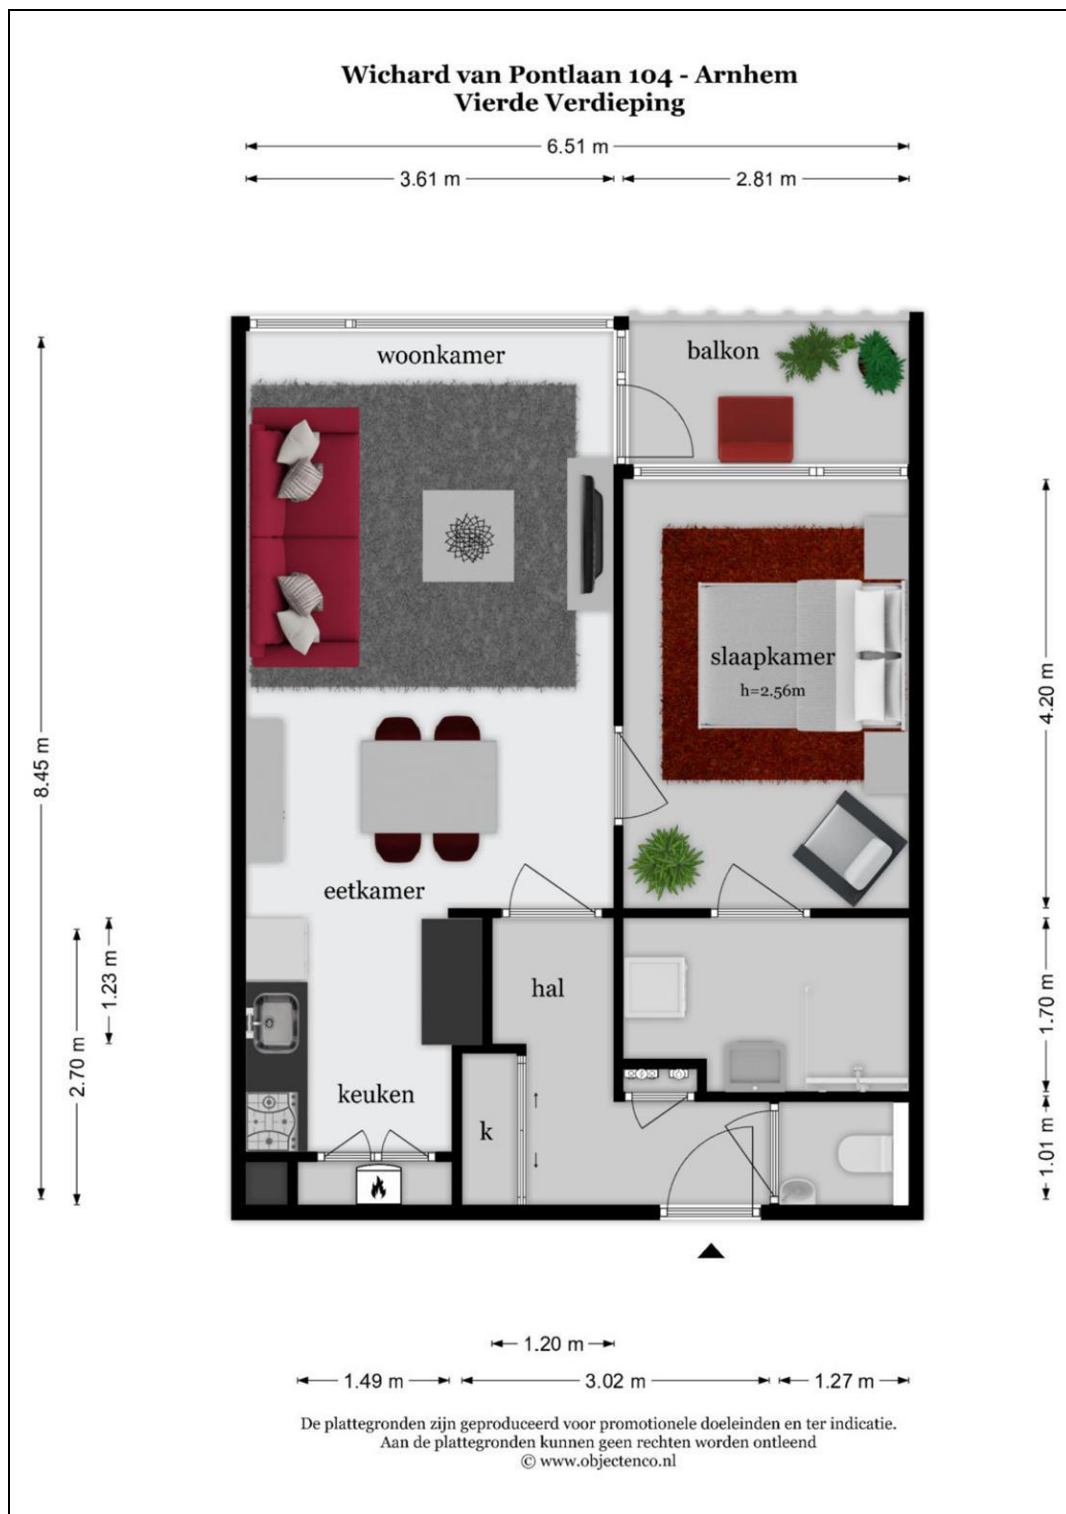 Wichard van Pontlaan 104 - Arnhem
Vierde Verdieping
6.51 m
3.61 m
2.81 m
woonkamer
balkon
slaapkamer
h=2.56m
4.20 m
8.45 m
eetkamer
1.23 m
2.70 m
hal
1.70 m
keuken
k
1.01 m
1.20 m
1.49 m
3.02 m
1.27 m
De plattegronden zijn geproduceerd voor promotionele doeleinden en ter indicatie.
Aan de plattegronden kunnen geen rechten worden ontleend
© www.objectenco.nl